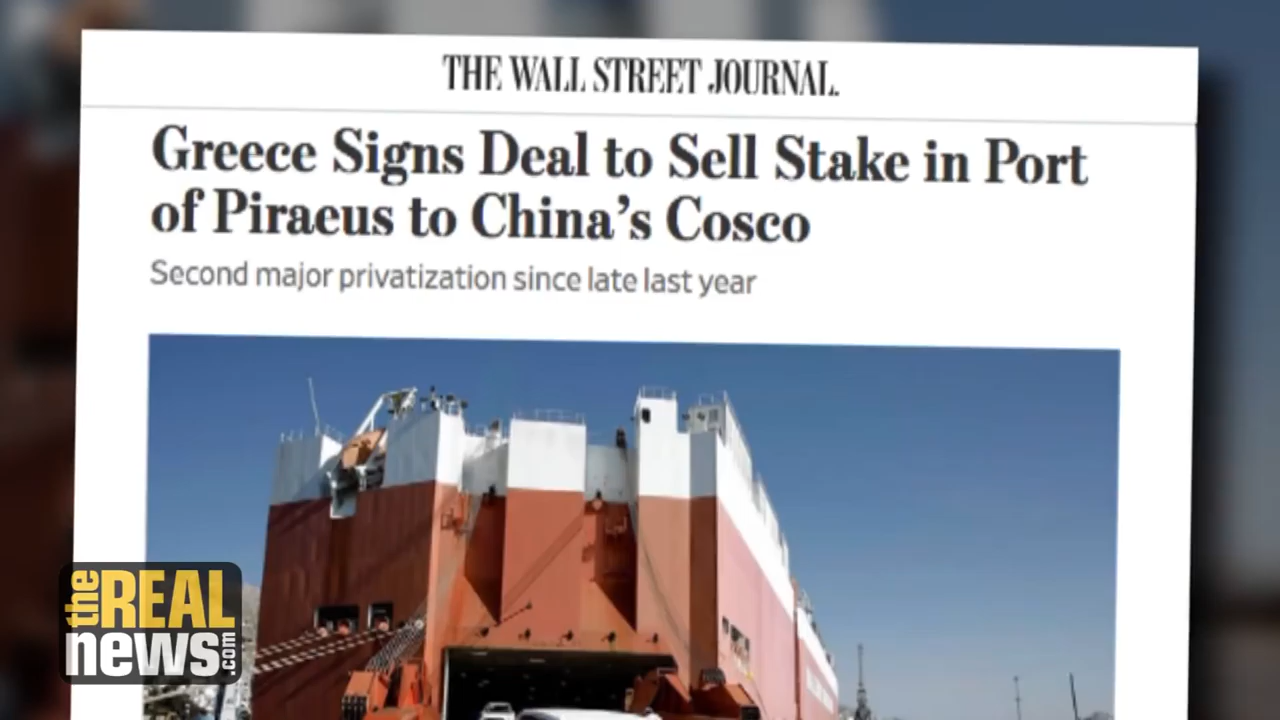 THE WALL STREET JOURNAL.
Greece Signs Deal to Sell Stake in Port
of Piraeus to China's Cosco
Second major privatization since late last year
the REAL
news.com